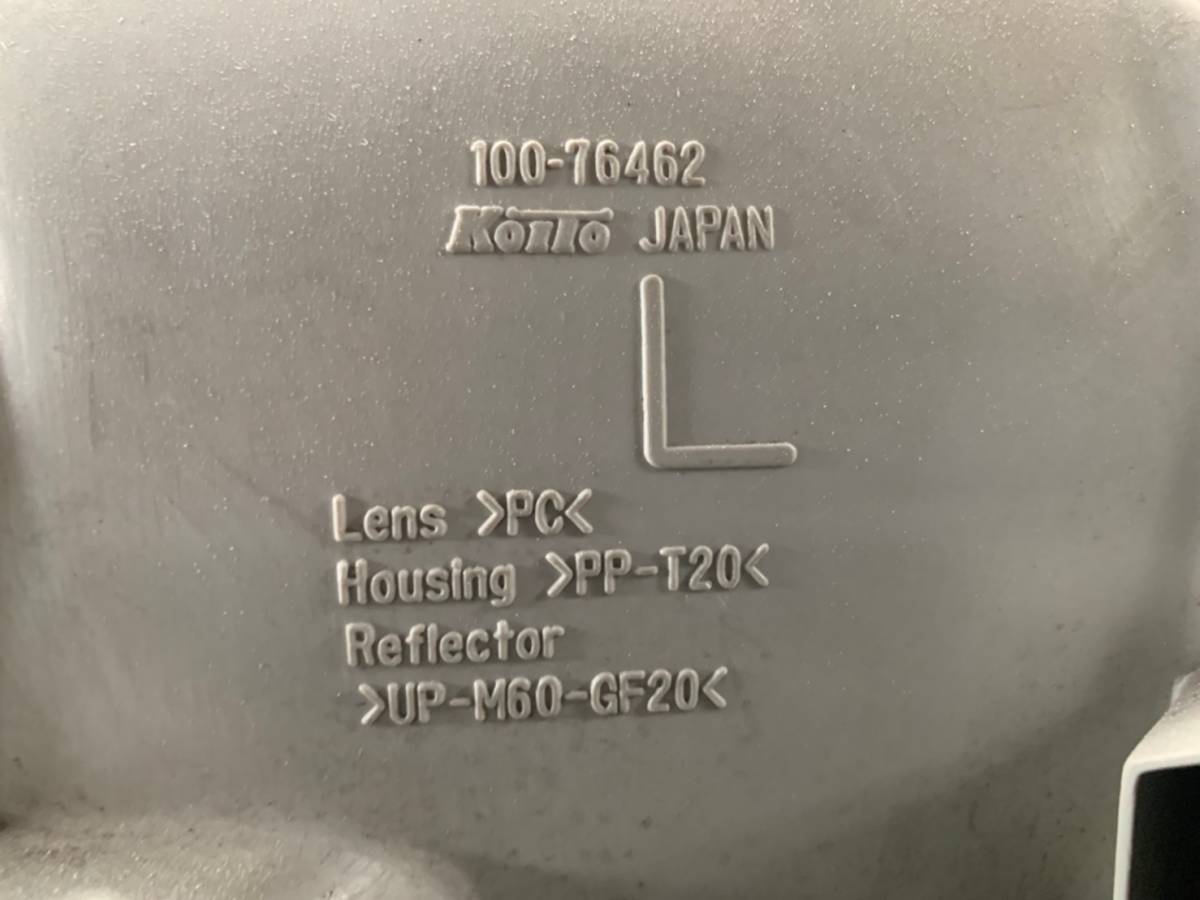 100-76462
KOITO JAPAN
L
Lens >PC<
Housing >PP-T20<
Reflector
>UP-M60-GF20<